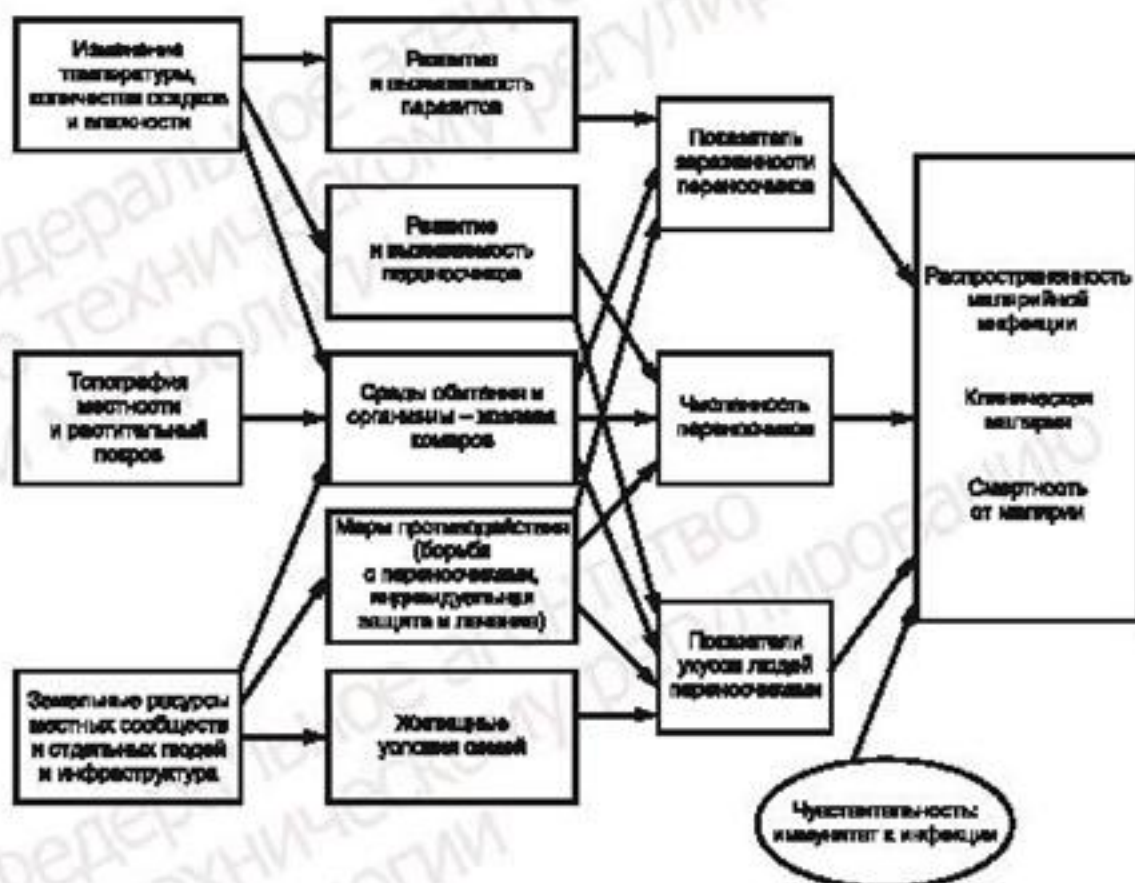 Изменение
температуры,
количества осадков
и влажности
Развитие
и выживаемость
паразитов
Показатель
зараженности
переносчиков
Развитие
и выживаемость
переносчиков
Распространенность
малярийной
инфекции
Клиническая
малярия
Смертность
от малярии
Топография
местности
и растительный
покров
Среды обитания и
организмы – хозяева
комаров
Численность
переносчиков
Меры противодействия
(борьба
с переносчиками,
индивидуальная
защита и лечение)
Показатели
укусов людей
переносчиками
Земельные ресурсы
местных сообществ
и отдельных людей
и инфраструктура
Жилищные
условия семей
Чувствительность:
иммунитет к инфекции